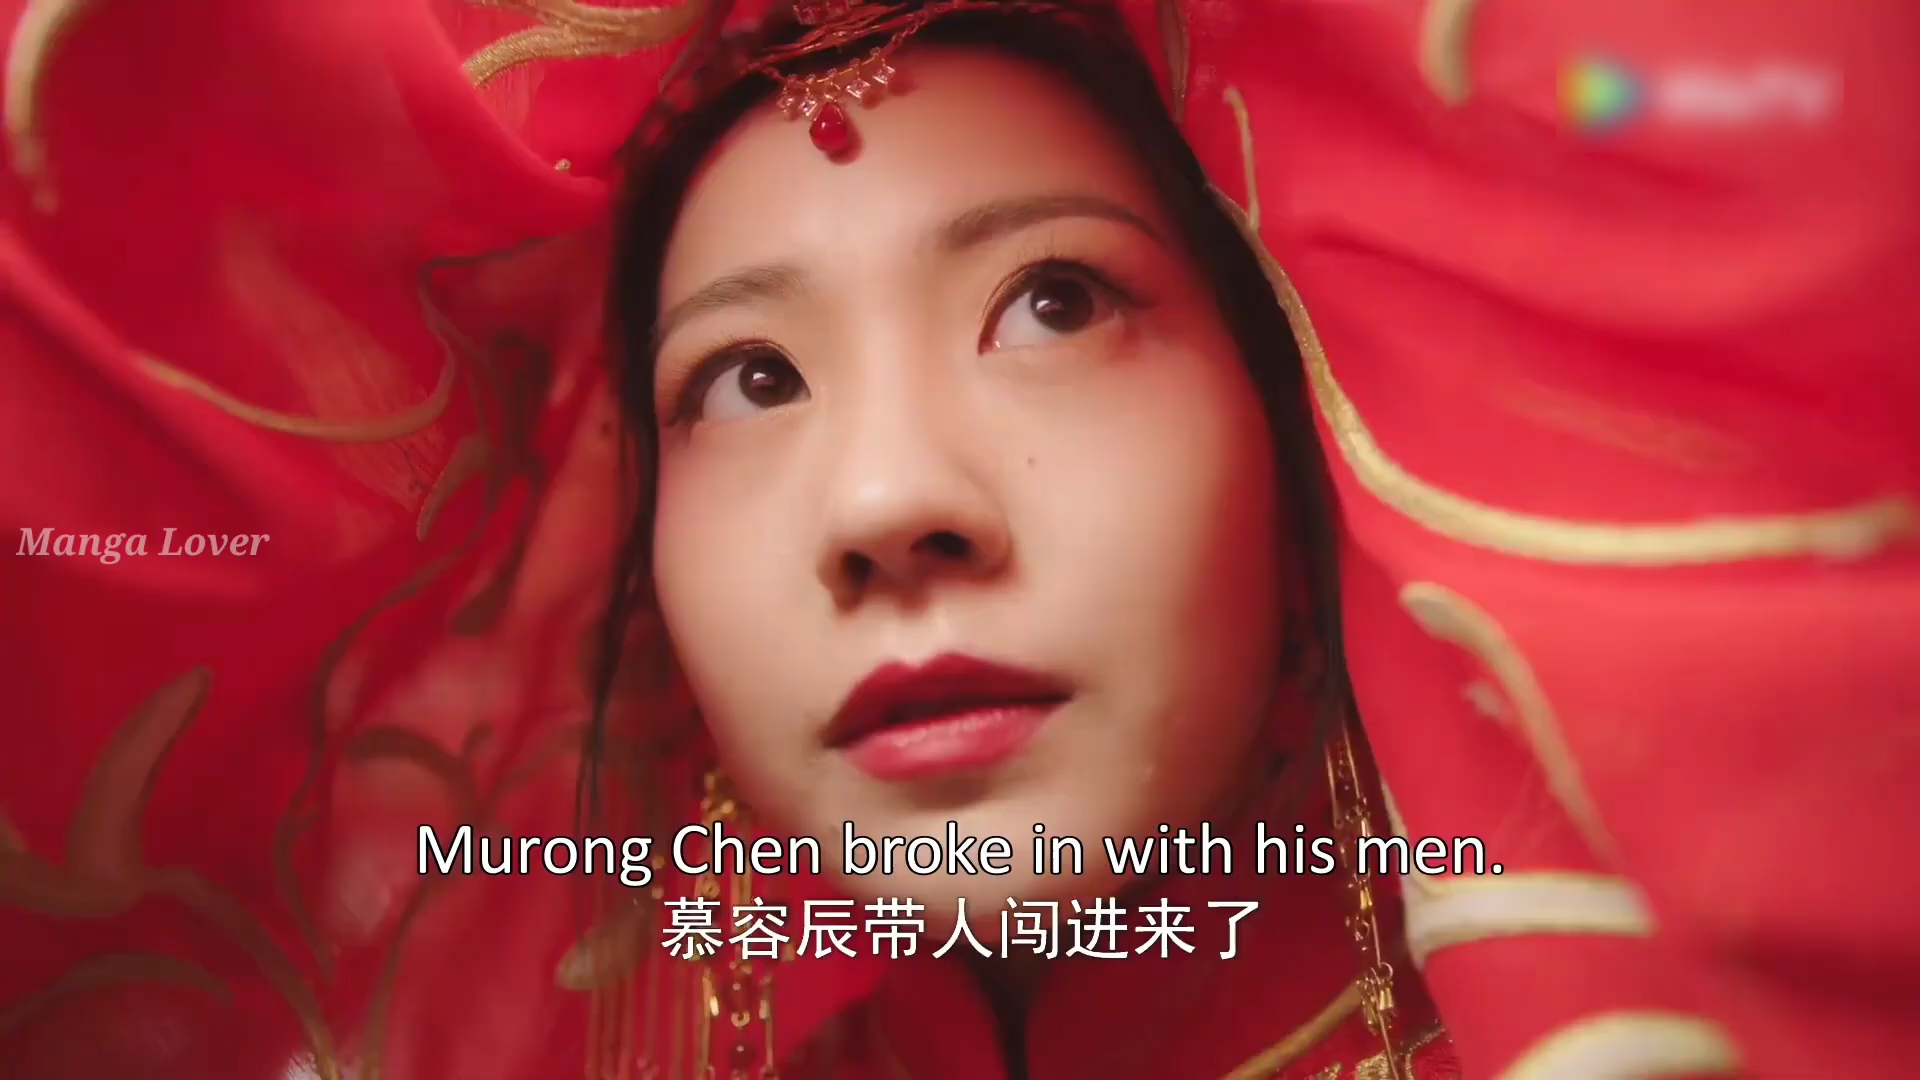 Manga Lover
Murong Chen broke in with his men.
慕容辰带人闯进来了